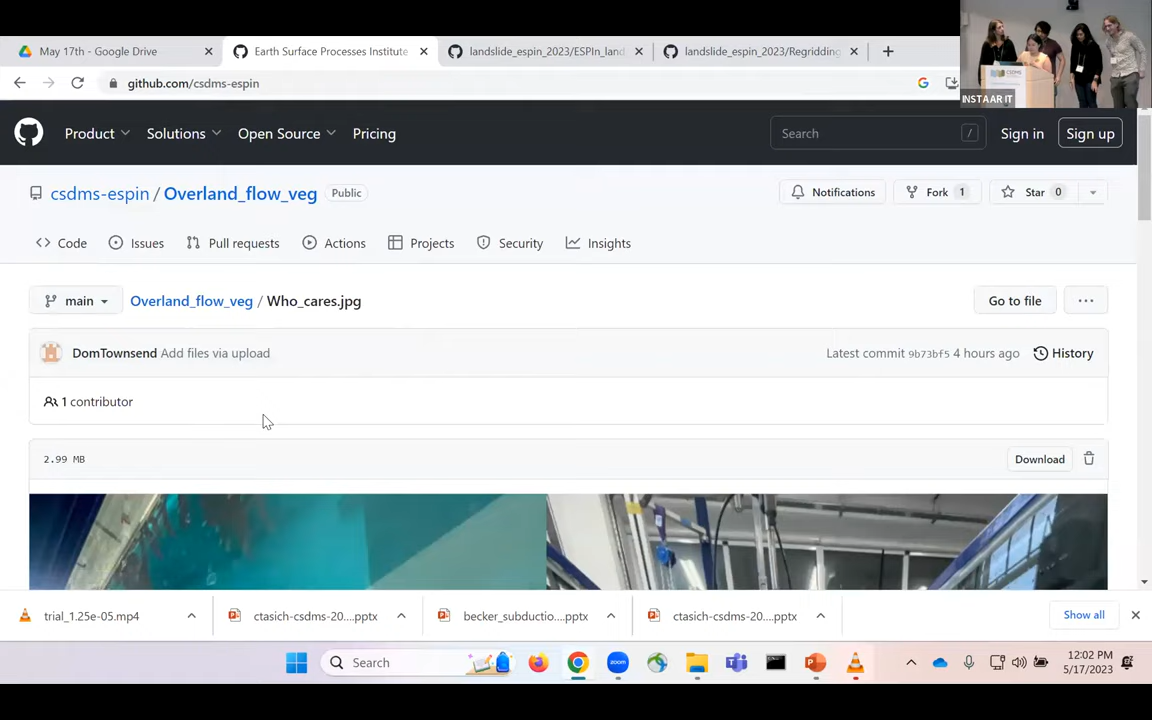 May 17th - Google Drive
Earth Surface Processes Institute
landslide_espin_2023/ESPIn_land
landslide_espin_2023/Regridding
github.com/csdms-espin
INSTAAR IT
Product
Solutions
Open Source
Pricing
Search
/
Sign in
Sign up
csdms-espin / Overland_flow_veg
Public
Notifications
Fork 1
Star 0
Code
Issues
Pull requests
Actions
Projects
Security
Insights
main
Overland_flow_veg / Who_cares.jpg
Go to file
DomTownsend Add files via upload
Latest commit 9b73bf5 4 hours ago
History
1 contributor
2.99 MB
Download
trial_1.25e-05.mp4
ctasich-csdms-20....pptx
becker_subductio....pptx
ctasich-csdms-20....pptx
Show all
Search
zoom
12:02 PM
5/17/2023